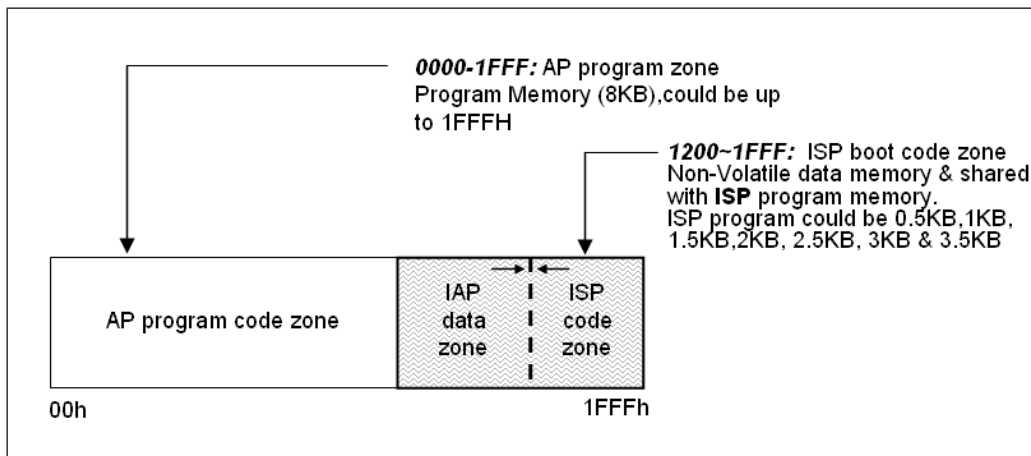 0000-1FFF: AP program zone
Program Memory (8KB),could be up
to 1FFFH
1200~1FFF: ISP boot code zone
Non-Volatile data memory & shared
with ISP program memory.
ISP program could be 0.5KB,1KB,
1.5KB,2KB, 2.5KB, 3KB & 3.5KB
AP program code zone
IAP
data
zone
ISP
code
zone
00h
1FFFh